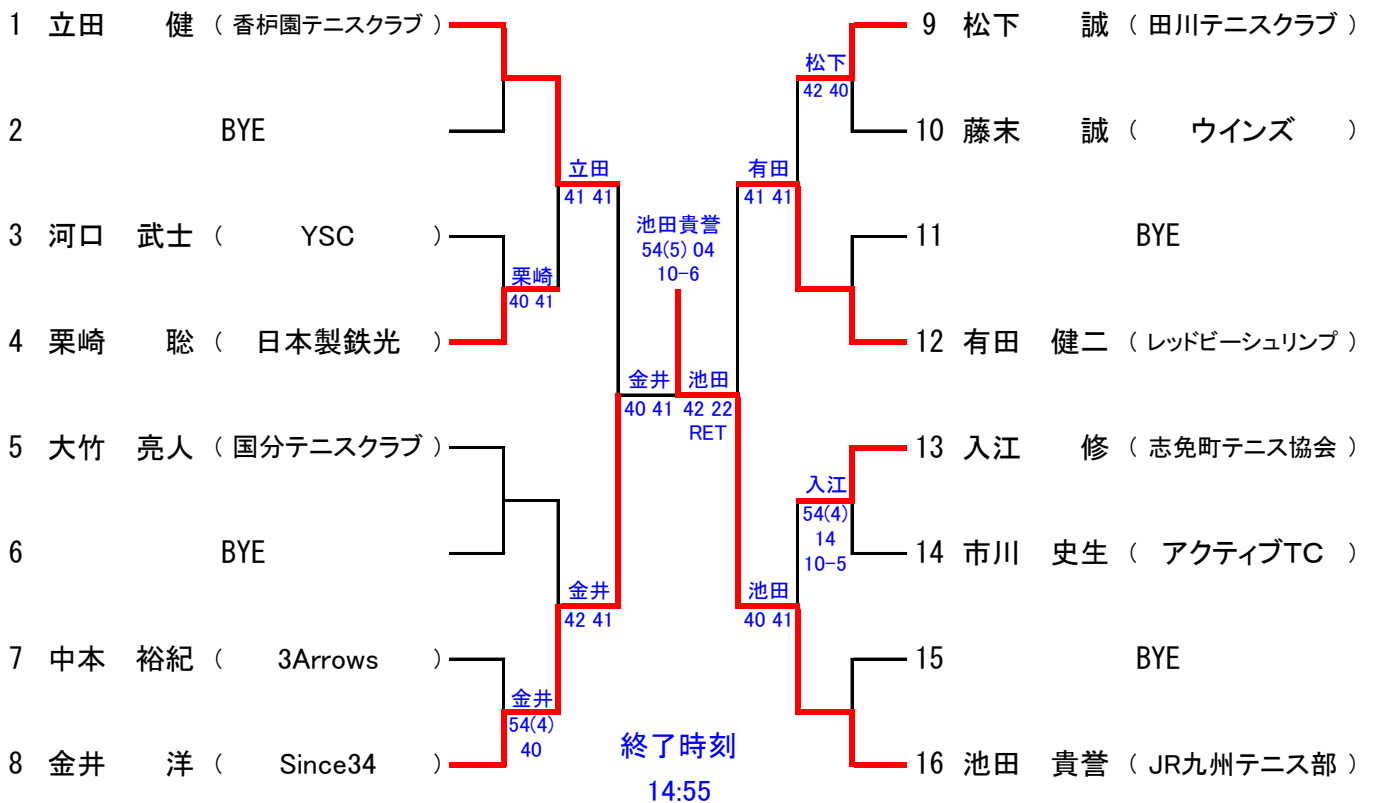 1 立田 健 ( 香枦園テニスクラブ )
2 BYE
3 河口 武士 ( YSC )
4 栗崎 聡 ( 日本製鉄光 )
5 大竹 亮人 ( 国分テニスクラブ )
6 BYE
7 中本 裕紀 ( 3Arrows )
8 金井 洋 ( Since34 )
栗崎
40 41
金井
54(4)
40
立田
41 41
金井
42 41
金井
40 41
池田貴誉
54(5) 04
10-6
池田
42 22
RET
有田
41 41
池田
40 41
松下
42 40
入江
54(4)
14
10-5
9 松下 誠 ( 田川テニスクラブ )
10 藤末 誠 ( ウインズ )
11 BYE
12 有田 健二 ( レッドビーシュリンプ )
13 入江 修 ( 志免町テニス協会 )
14 市川 史生 ( アクティブTC )
15 BYE
16 池田 貴誉 ( JR九州テニス部 )
終了時刻
14:55